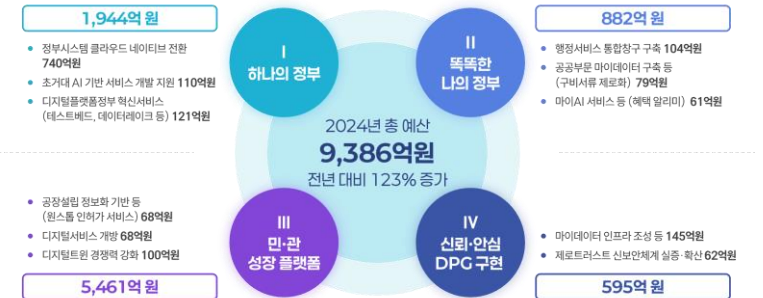 1,944억 원
• 정부시스템 클라우드 네이티브 전환
740억원
• 초거대 AI 기반 서비스 개발 지원 110억원
• 디지털플랫폼정부 혁신서비스
(테스트베드, 데이터레이크 등) 121억원
I
하나의 정부
II
똑똑한
나의 정부
882억 원
• 행정서비스 통합창구 구축 104억원
• 공공부문 마이데이터 구축 등
(구비서류 제로화) 79억원
• 마이AI 서비스 등 (혜택 알리미) 61억원
2024년 총 예산
9,386억원
전년 대비 123% 증가
• 공장설립 정보화 기반 등
(원스톱 인허가 서비스) 68억원
• 디지털서비스 개방 68억원
• 디지털트윈 경쟁력 강화 100억원
5,461억 원
III
민·관
성장 플랫폼
IV
신뢰·안심
DPG 구현
• 마이데이터 인프라 조성 등 145억원
• 제로트러스트 신보안체계 실증·확산 62억원
595억 원